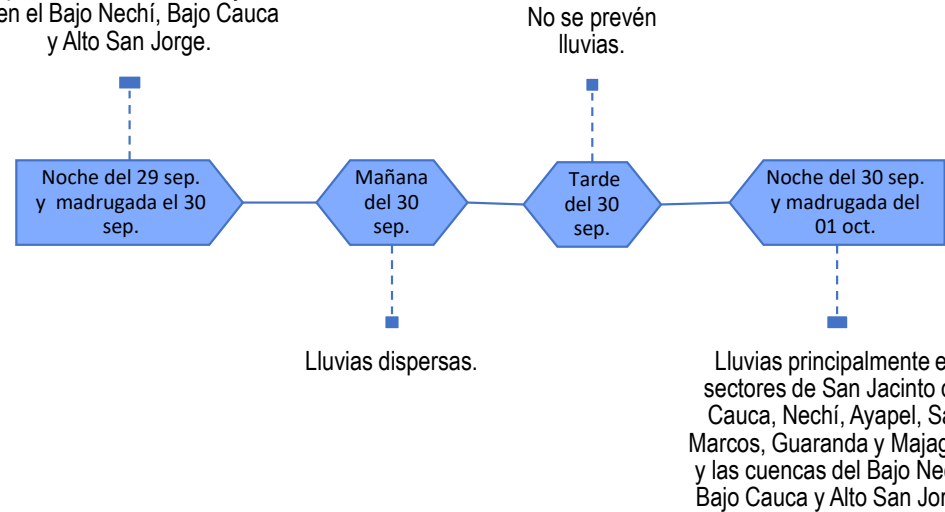 en el Bajo Nechí, Bajo Cauca
y Alto San Jorge.
No se prevén
lluvias.
Noche del 29 sep.
y madrugada el 30
sep.
Mañana
del 30
sep.
Tarde
del 30
sep.
Noche del 30 sep.
y madrugada del
01 oct.
Lluvias dispersas.
Lluvias principalmente
sectores de San Jacinto
Cauca, Nechí, Ayapel,
Marcos, Guaranda y
y las cuencas del Bajo
Bajo Cauca y Alto San